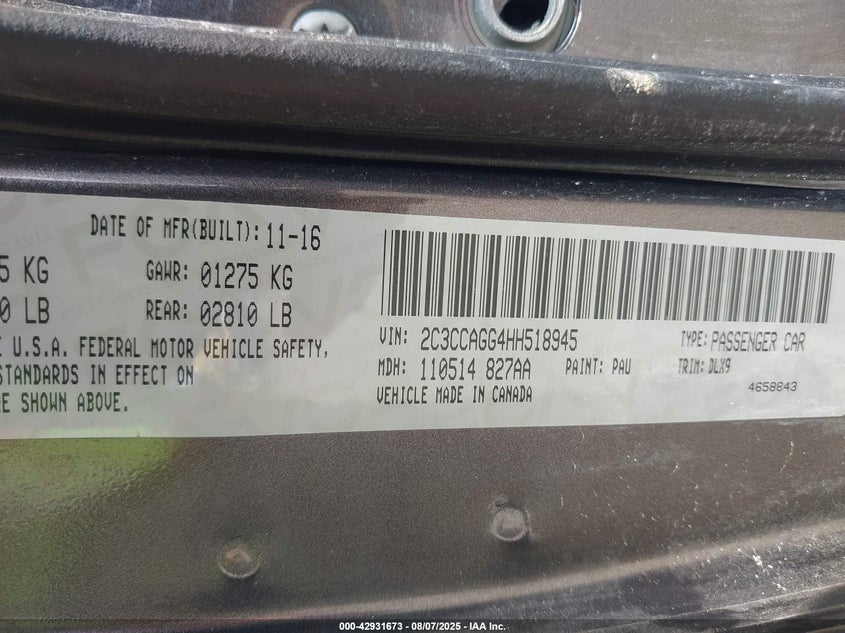 DATE OF MFR(BUILT): 11-16
5 KG GAWR: 01275 KG
0 LB REAR: 02810 LB
E U.S.A. FEDERAL MOTOR VEHICLE SAFETY,
STANDARDS IN EFFECT ON
RE SHOWN ABOVE.
VIN: 2C3CCAGG4HH518945 TYPE: PASSENGER CAR
MDH: 110514 827AA PAINT: PAU TRIM: DLX9
VEHICLE MADE IN CANADA 4658843
000-42931673 - 08/07/2025 - IAA Inc.